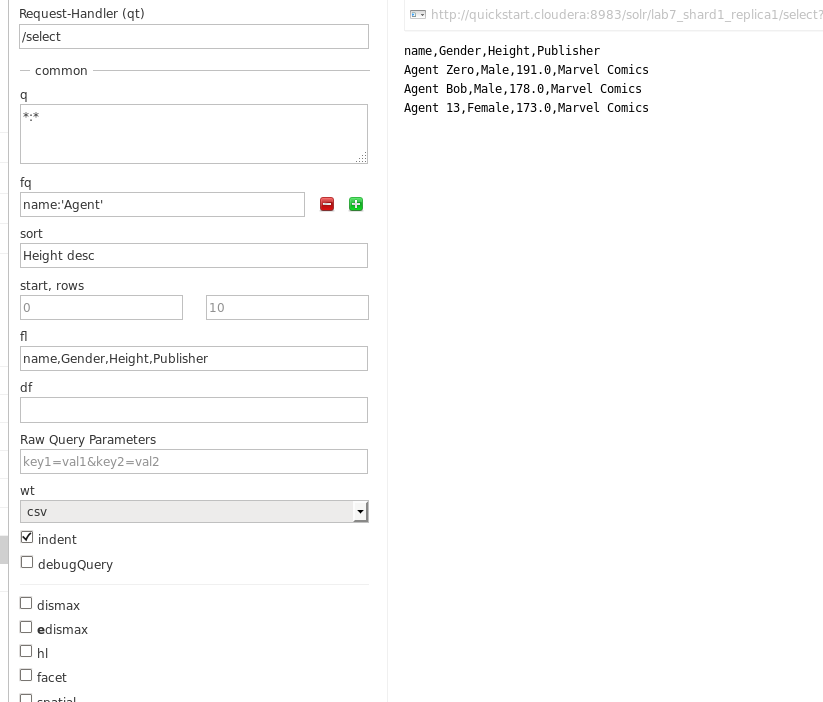 Request-Handler (qt)
/select
common
q
*:*
fq
name:'Agent'
sort
Height desc
start, rows
0 10
fl
name,Gender,Height,Publisher
df
Raw Query Parameters
key1=val1&key2=val2
wt
csv
indent
debugQuery
dismax
edismax
hl
facet
spatial
http://quickstart.cloudera:8983/solr/lab7_shard1_replica1/select?
name,Gender,Height,Publisher
Agent Zero,Male,191.0,Marvel Comics
Agent Bob,Male,178.0,Marvel Comics
Agent 13,Female,173.0,Marvel Comics